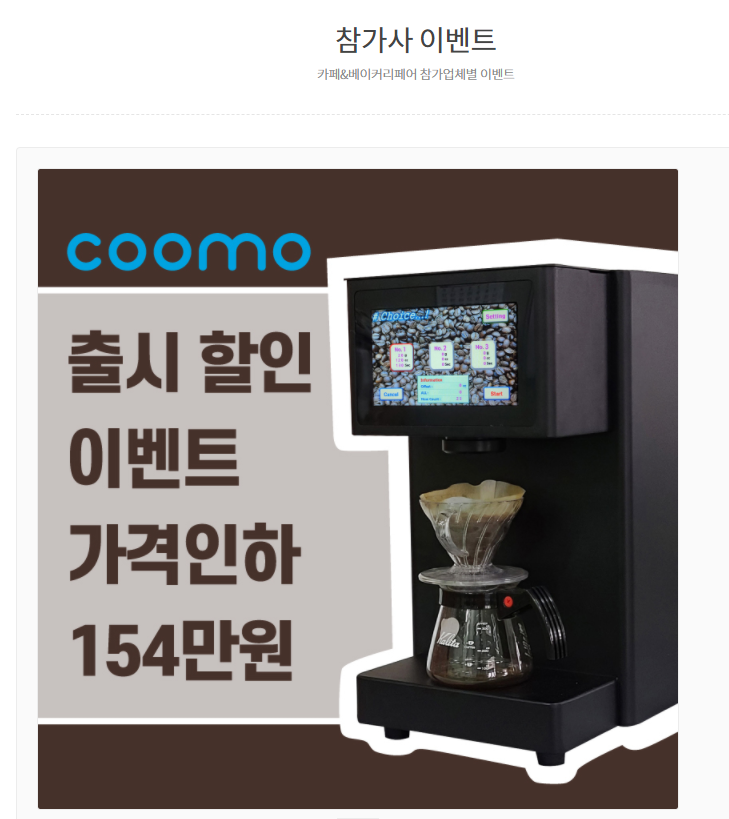 참가사 이벤트
카페&베이커리페어 참가업체별 이벤트
coomo
출시 할인
이벤트
가격인하
154만원
#.Choice..!
Setting
No.1
No.2
No.3
Information
Cancel
Start
Kalita